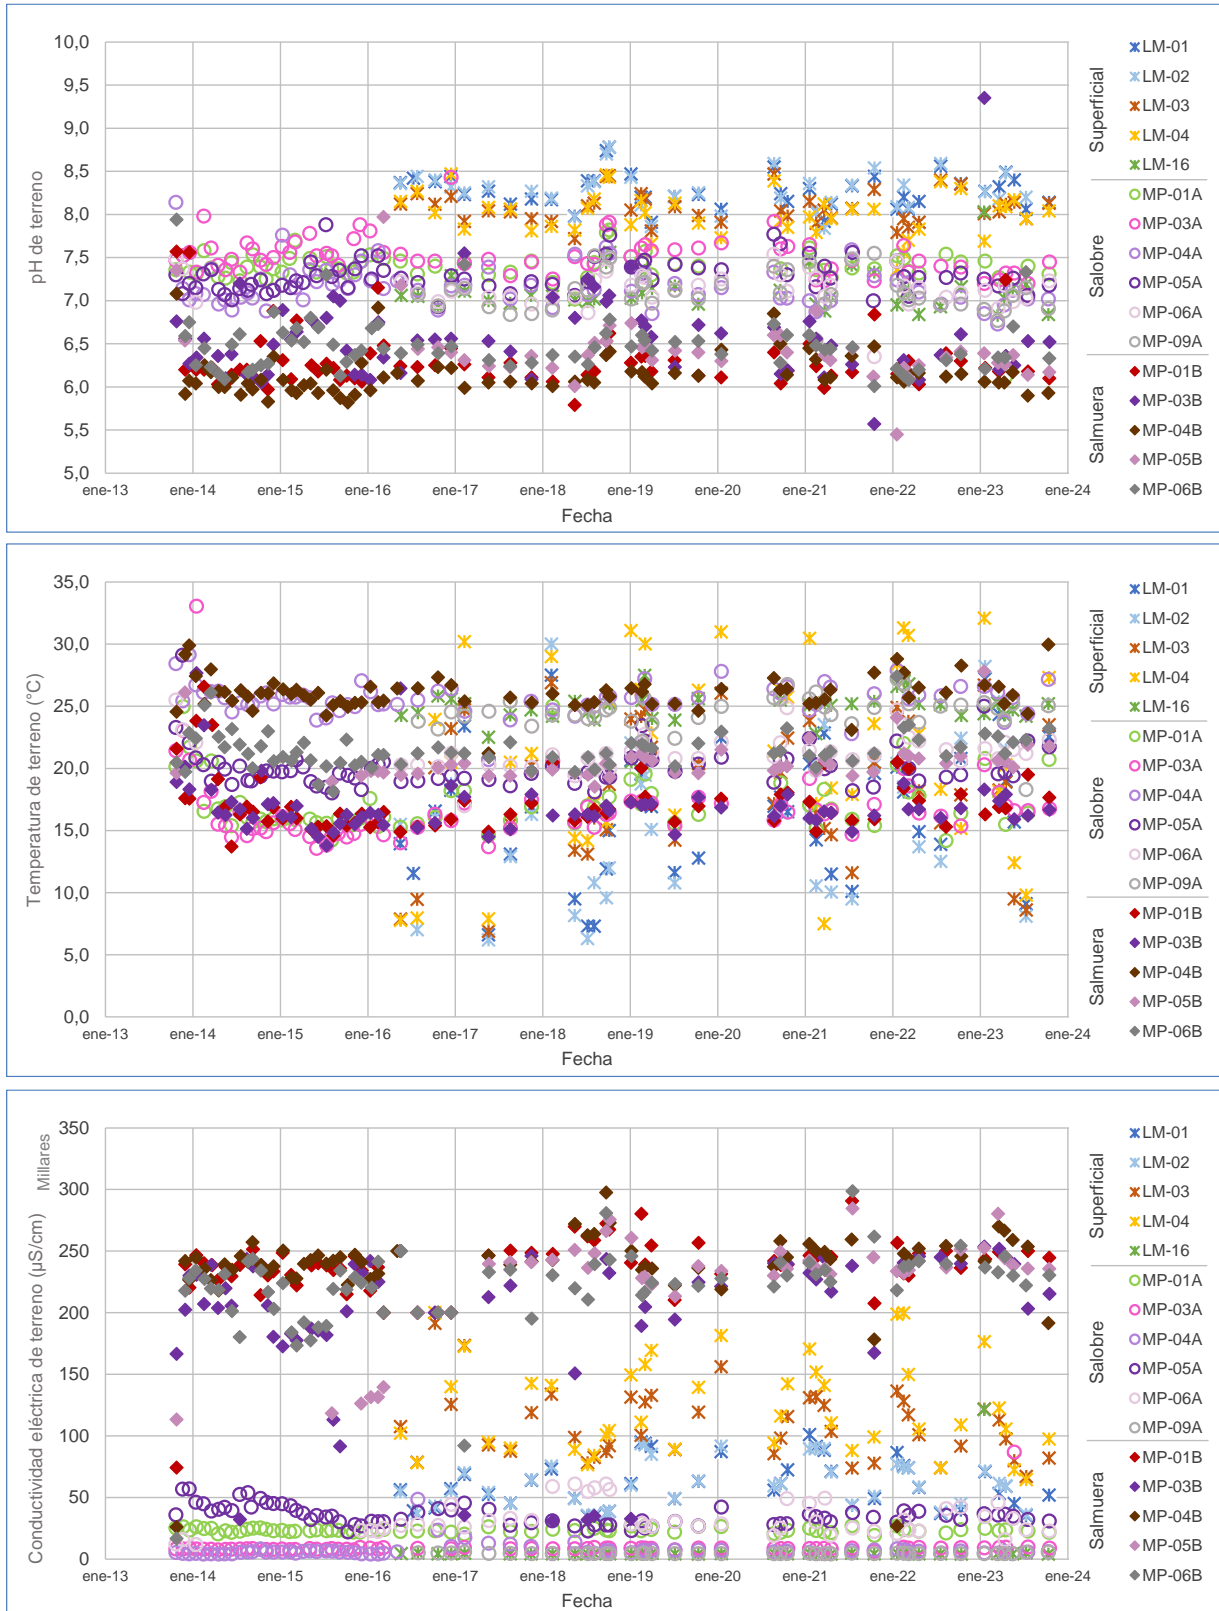 10,0
9,5
9,0
8,5
8,0
7,5
7,0
6,5
6,0
5,5
5,0
pH de terreno
ene-13 ene-14 ene-15 ene-16 ene-17 ene-18 ene-19 ene-20 ene-21 ene-22 ene-23 ene-24
Fecha
Superficial
LM-01
LM-02
LM-03
LM-04
LM-16
Salobre
MP-01A
MP-03A
MP-04A
MP-05A
MP-06A
MP-09A
Salmuera
MP-01B
MP-03B
MP-04B
MP-05B
MP-06B
35,0
30,0
25,0
20,0
15,0
10,0
5,0
0,0
Temperatura de terreno (°C)
ene-13 ene-14 ene-15 ene-16 ene-17 ene-18 ene-19 ene-20 ene-21 ene-22 ene-23 ene-24
Fecha
Superficial
LM-01
LM-02
LM-03
LM-04
LM-16
Salobre
MP-01A
MP-03A
MP-04A
MP-05A
MP-06A
MP-09A
Salmuera
MP-01B
MP-03B
MP-04B
MP-05B
MP-06B
350
300
250
200
150
100
50
0
Conductividad eléctrica de terreno (µS/cm)
Millares
ene-13 ene-14 ene-15 ene-16 ene-17 ene-18 ene-19 ene-20 ene-21 ene-22 ene-23 ene-24
Fecha
Superficial
LM-01
LM-02
LM-03
LM-04
LM-16
Salobre
MP-01A
MP-03A
MP-04A
MP-05A
MP-06A
MP-09A
Salmuera
MP-01B
MP-03B
MP-04B
MP-05B
MP-06B